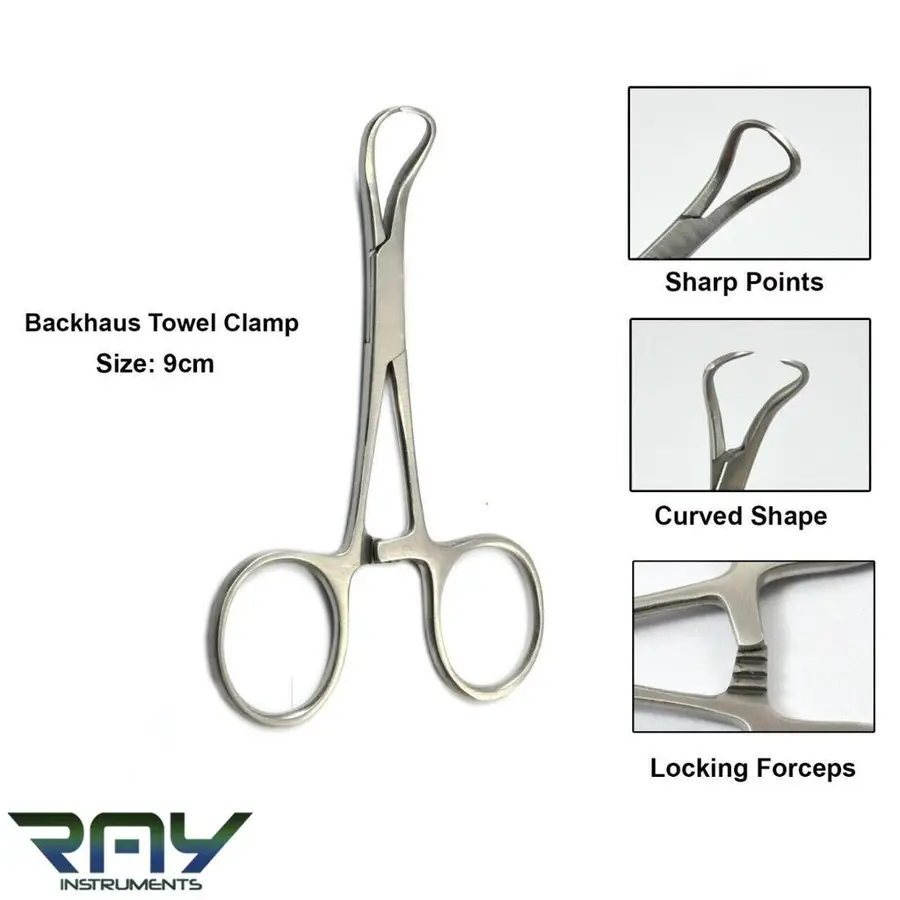 Backhaus Towel Clamp
Size: 9cm
Sharp Points
Curved Shape
Locking Forceps
RAY
INSTRUMENTS